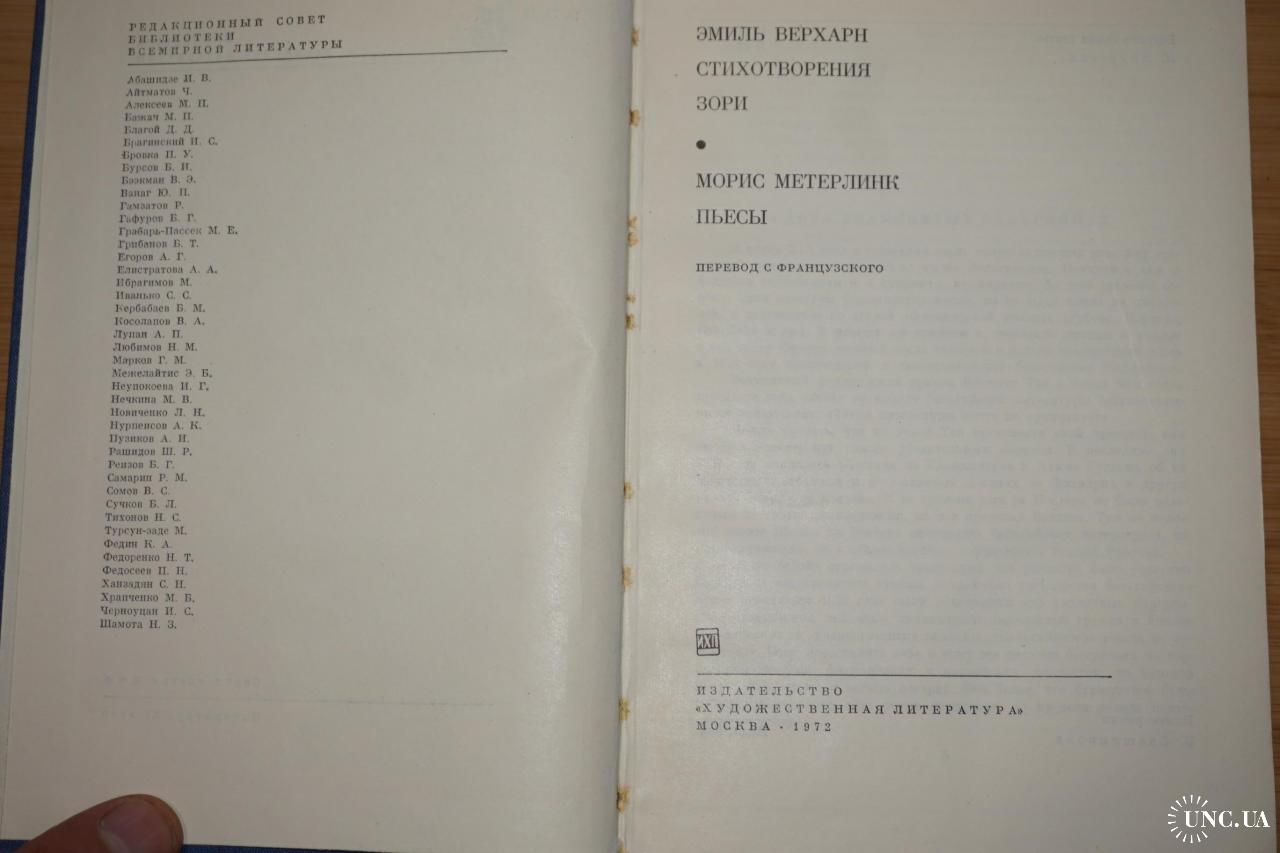 РЕДАКЦИОННЫЙ СОВЕТ
БИБЛИОТЕКИ
ВСЕМИРНОЙ ЛИТЕРАТУРЫ
Абашидзе И. В.
Айтматов Ч.
Алексеев М. П.
Бажан М. П.
Благой Д. Д.
Брагинский И. С.
Бровка П. У.
Бурсов Б. И.
Бээкман В. Э.
Ванаг Ю. П.
Гамзатов Р.
Гафуров Б. Г.
Грабарь-Пассек М. Е.
Грибанов Б. Т.
Егоров А. Г.
Елистратова А. А.
Ибрагимов М.
Иванько С. С.
Кербабаев Б. М.
Косолапов В. А.
Лупан А. П.
Любимов Н. М.
Марков Г. М.
Межелайтис Э. Б.
Неупокоева И. Г.
Нечкина М. В.
Новиченко Л. Н.
Нурпеисов А. К.
Пузиков А. И.
Рашидов Ш. Р.
Реизов Б. Г.
Самарин Р. М.
Сомов В. С.
Сучков Б. Л.
Тихонов Н. С.
Турсун-заде М.
Федин К. А.
Федоренко Н. Т.
Федосеев П. Н.
Ханзадян С. Н.
Храпченко М. Б.
Черноуцан И. С.
Шамота Н. З.
ЭМИЛЬ ВЕРХАРН
СТИХОТВОРЕНИЯ
ЗОРИ
•
МОРИС МЕТЕРЛИНК
ПЬЕСЫ
ПЕРЕВОД С ФРАНЦУЗСКОГО
ИХЛ
ИЗДАТЕЛЬСТВО
«ХУДОЖЕСТВЕННАЯ ЛИТЕРАТУРА»
МОСКВА · 1972
UNC.UA